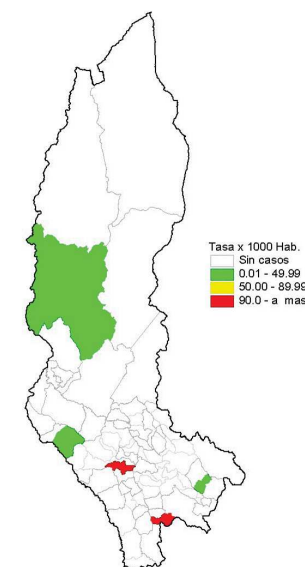 Tasa x 1000 Hab.
Sin casos
0.01 - 49.99
50.00 - 89.99
90.0 - a mas